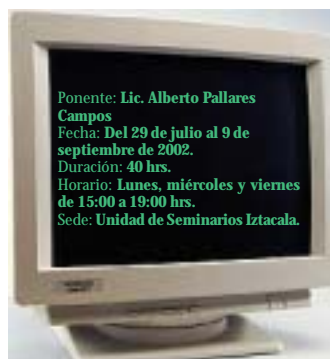 Ponente: Lic. Alberto Pallares
Campos
Fecha: Del 29 de julio al 9 de
septiembre de 2002.
Duración: 40 hrs.
Horario: Lunes, miércoles y viernes
de 15:00 a 19:00 hrs.
Sede: Unidad de Seminarios Iztacala.